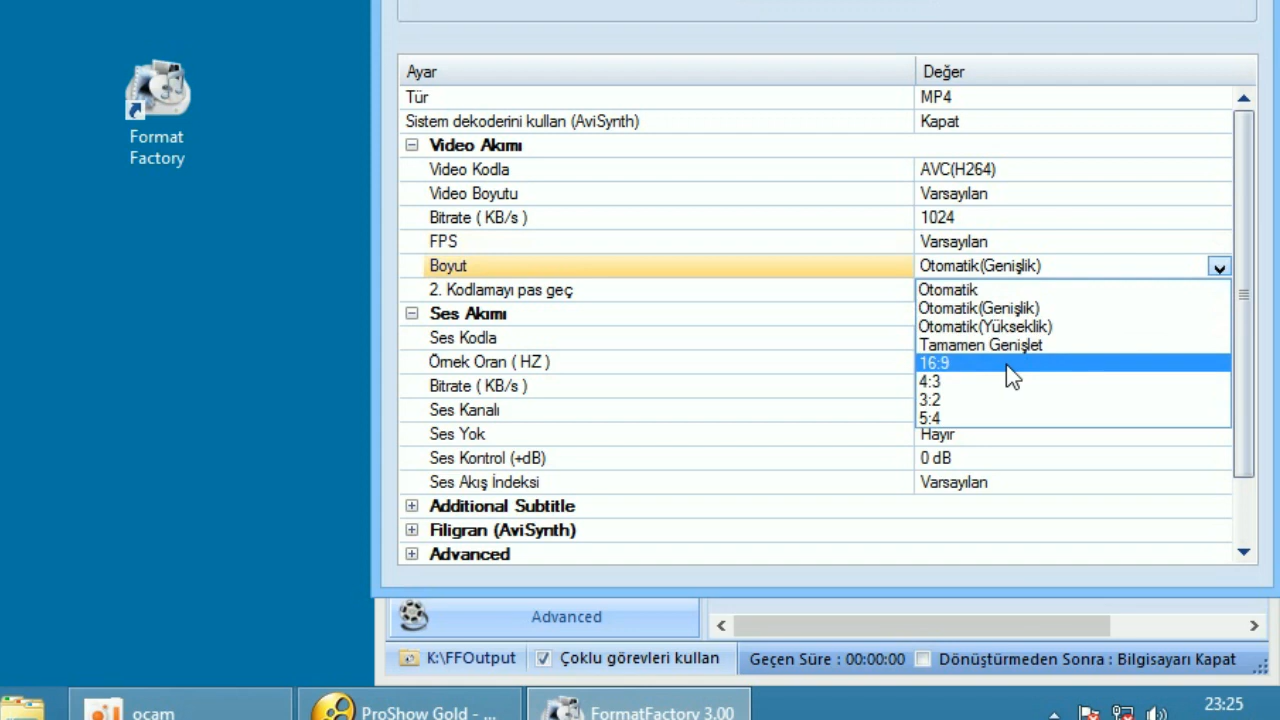 Format
Factory
Ayar Değer
Tür MP4
Sistem dekoderini kullan (AviSynth) Kapat
Video Akımı
Video Kodla AVC(H264)
Video Boyutu Varsayılan
Bitrate ( KB/s ) 1024
FPS Varsayılan
Boyut Otomatik(Genişlik)
2. Kodlamayı pas geç
Otomatik
Otomatik(Genişlik)
Otomatik(Yükseklik)
Tamamen Genişlet
16:9
4:3
3:2
5:4
Ses Akımı
Ses Kodla
Örnek Oran ( HZ )
Bitrate ( KB/s )
Ses Kanalı
Ses Yok Hayır
Ses Kontrol (+dB) 0 dB
Ses Akış İndeksi Varsayılan
Additional Subtitle
Filigran (AviSynth)
Advanced
Advanced
K:\FFOutput Çoklu görevleri kullan Geçen Süre : 00:00:00 Dönüştürmeden Sonra : Bilgisayarı Kapat
ocam ProShow Gold - ... FormatFactory 3.00 23:25